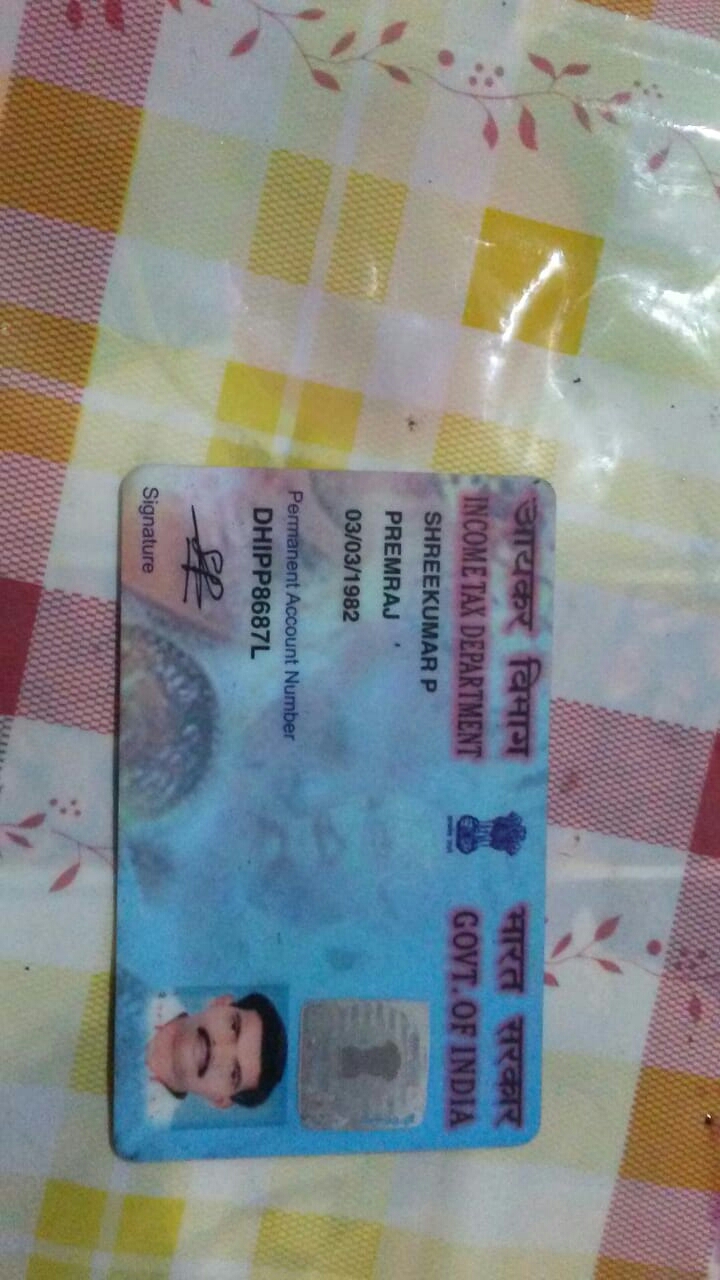 आयकर विभाग
INCOME TAX DEPARTMENT
भारत सरकार
GOVT. OF INDIA
SHREEKUMAR P
PREMRAJ
03/03/1982
Permanent Account Number
DHIPP8687L
Signature